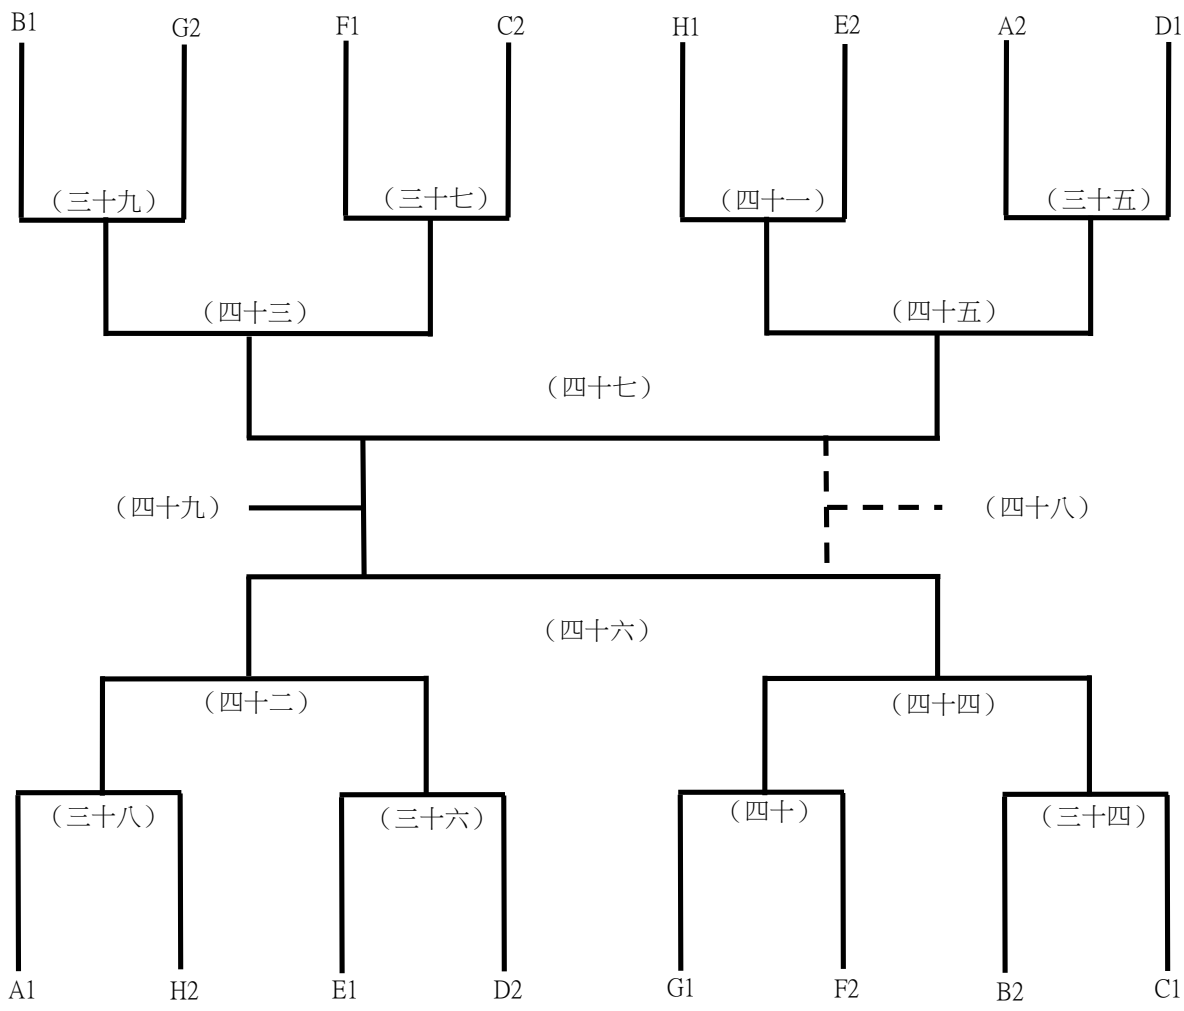 B1 G2 F1 C2 H1 E2 A2 D1
（三十九） （三十七） （四十一） （三十五）
（四十三） （四十五）
（四十七）
（四十九） （四十八）
（四十六）
（四十二） （四十四）
（三十八） （三十六） （四十） （三十四）
A1 H2 E1 D2 G1 F2 B2 C1